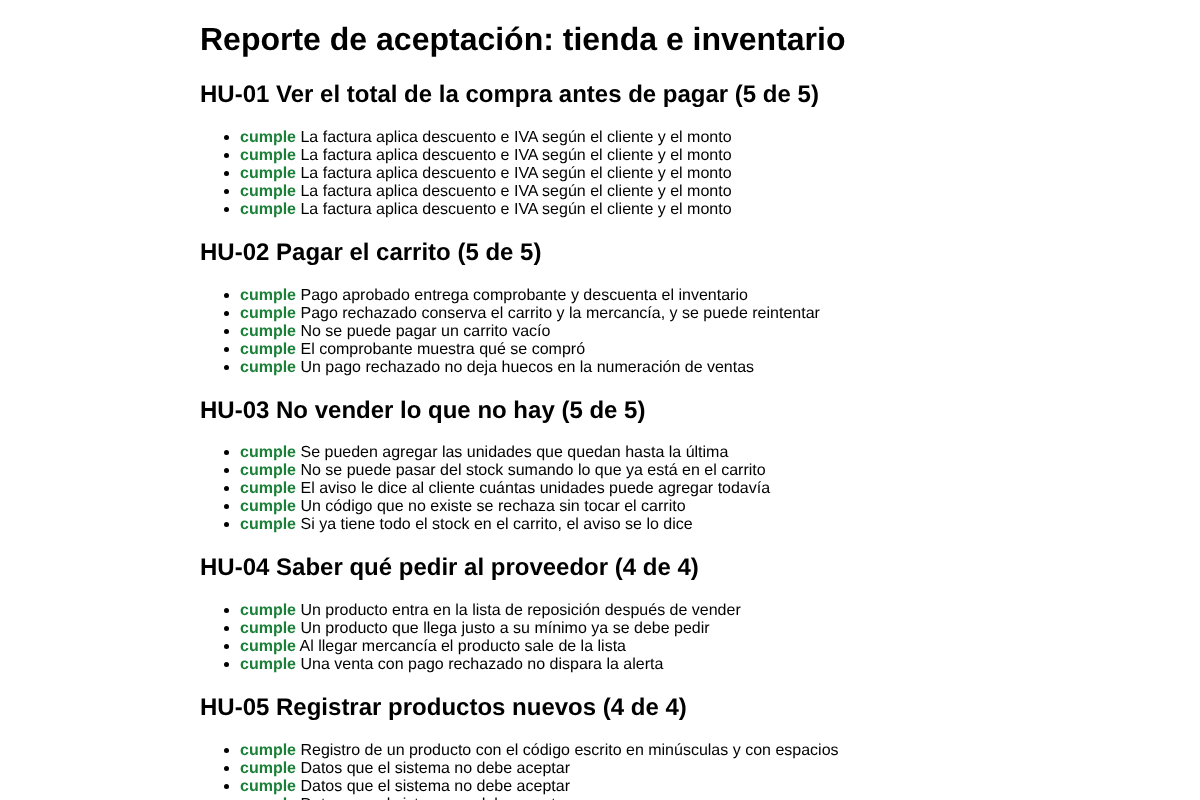 Reporte de aceptación: tienda e inventario
HU-01 Ver el total de la compra antes de pagar (5 de 5)
cumple La factura aplica descuento e IVA según el cliente y el monto
cumple La factura aplica descuento e IVA según el cliente y el monto
cumple La factura aplica descuento e IVA según el cliente y el monto
cumple La factura aplica descuento e IVA según el cliente y el monto
cumple La factura aplica descuento e IVA según el cliente y el monto
HU-02 Pagar el carrito (5 de 5)
cumple Pago aprobado entrega comprobante y descuenta el inventario
cumple Pago rechazado conserva el carrito y la mercancía, y se puede reintentar
cumple No se puede pagar un carrito vacío
cumple El comprobante muestra qué se compró
cumple Un pago rechazado no deja huecos en la numeración de ventas
HU-03 No vender lo que no hay (5 de 5)
cumple Se pueden agregar las unidades que quedan hasta la última
cumple No se puede pasar del stock sumando lo que ya está en el carrito
cumple El aviso le dice al cliente cuántas unidades puede agregar todavía
cumple Un código que no existe se rechaza sin tocar el carrito
cumple Si ya tiene todo el stock en el carrito, el aviso se lo dice
HU-04 Saber qué pedir al proveedor (4 de 4)
cumple Un producto entra en la lista de reposición después de vender
cumple Un producto que llega justo a su mínimo ya se debe pedir
cumple Al llegar mercancía el producto sale de la lista
cumple Una venta con pago rechazado no dispara la alerta
HU-05 Registrar productos nuevos (4 de 4)
cumple Registro de un producto con el código escrito en minúsculas y con espacios
cumple Datos que el sistema no debe aceptar
cumple Datos que el sistema no debe aceptar